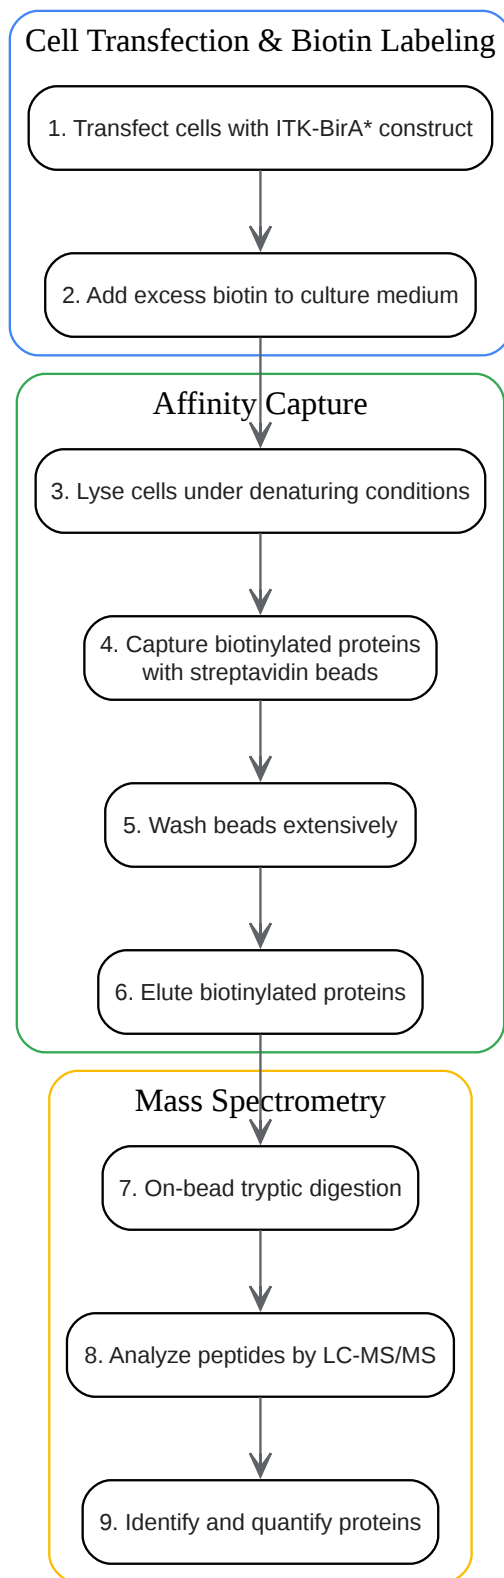 Cell Transfection & Biotin Labeling
1. Transfect cells with ITK-BirA* construct
2. Add excess biotin to culture medium
Affinity Capture
3. Lyse cells under denaturing conditions
4. Capture biotinylated proteins
with streptavidin beads
5. Wash beads extensively
6. Elute biotinylated proteins
Mass Spectrometry
7. On-bead tryptic digestion
8. Analyze peptides by LC-MS/MS
9. Identify and quantify proteins